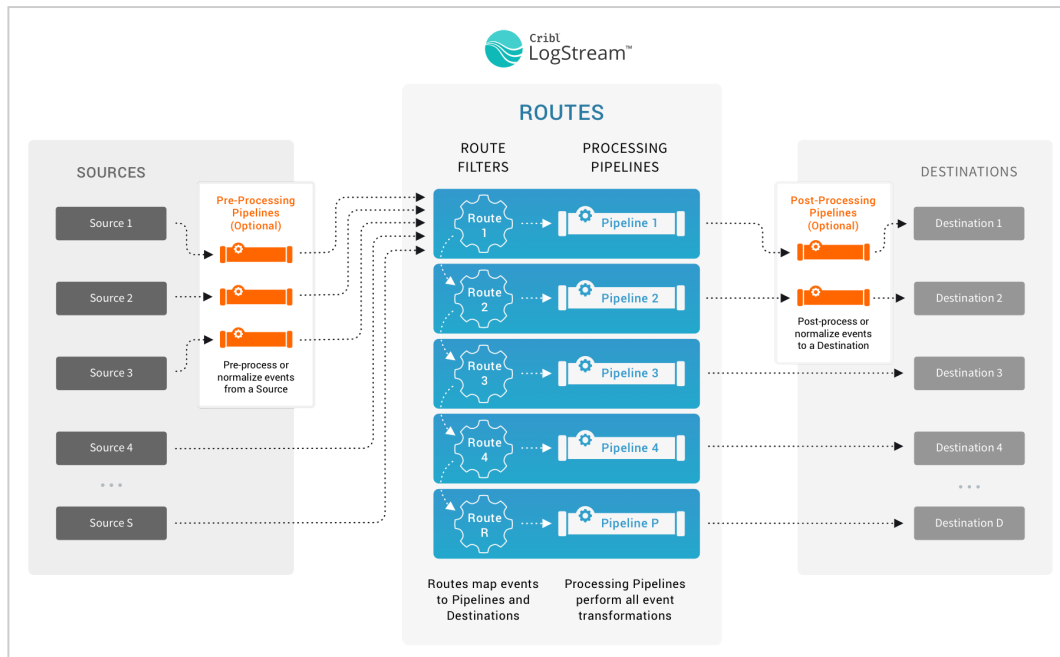 Cribl
LogStream™
ROUTES
ROUTE
FILTERS
PROCESSING
PIPELINES
SOURCES
Source 1
Source 2
Source 3
Source 4
...
Source S
Pre-Processing
Pipelines
(Optional)
Pre-process or
normalize events
from a Source
Route
1
Pipeline 1
Route
2
Pipeline 2
Route
3
Pipeline 3
Route
4
Pipeline 4
Route
R
Pipeline P
Routes map events
to Pipelines and
Destinations
Processing Pipelines
perform all event
transformations
Post-Processing
Pipelines
(Optional)
Post-process or
normalize events
to a Destination
DESTINATIONS
Destination 1
Destination 2
Destination 3
Destination 4
...
Destination D